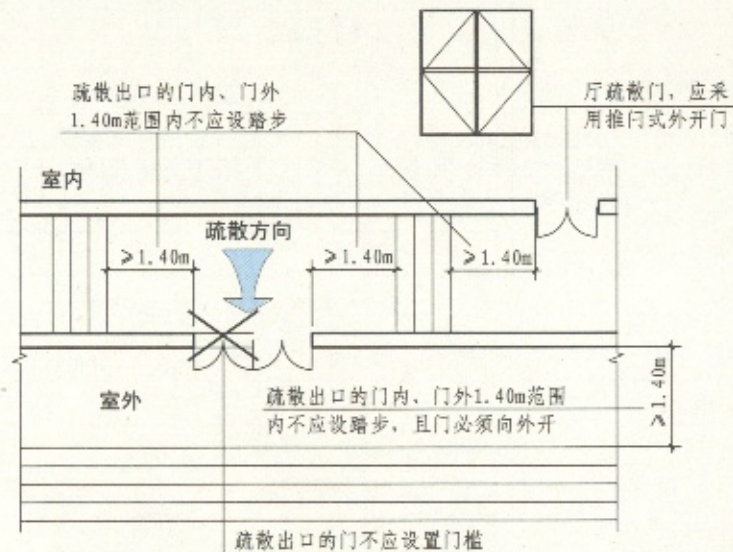 疏散出口的门内、门外
1.40m范围内不应设踏步
厅疏散门，应采
用推闩式外开门
室内
疏散方向
≥1.40m
≥1.40m
≥1.40m
室外
疏散出口的门内、门外1.40m范围
内不应设踏步，且门必须向外开
≥1.40m
疏散出口的门不应设置门槛